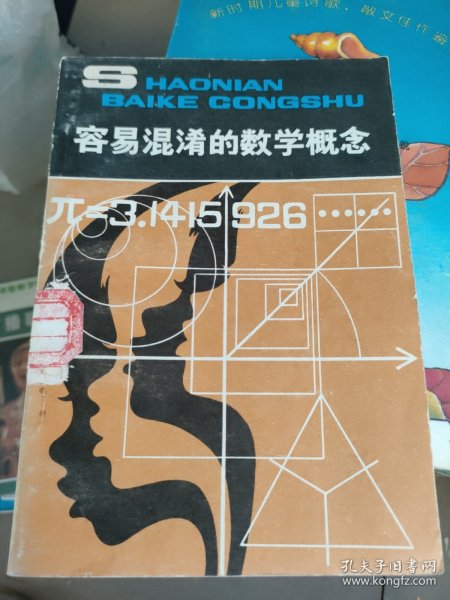 新时期儿童诗歌、散文佳作鉴
SHAONIAN
BAIKE CONGSHU
容易混淆的数学概念
π=3.1415926
孔夫子旧书网
www.kongfz.com